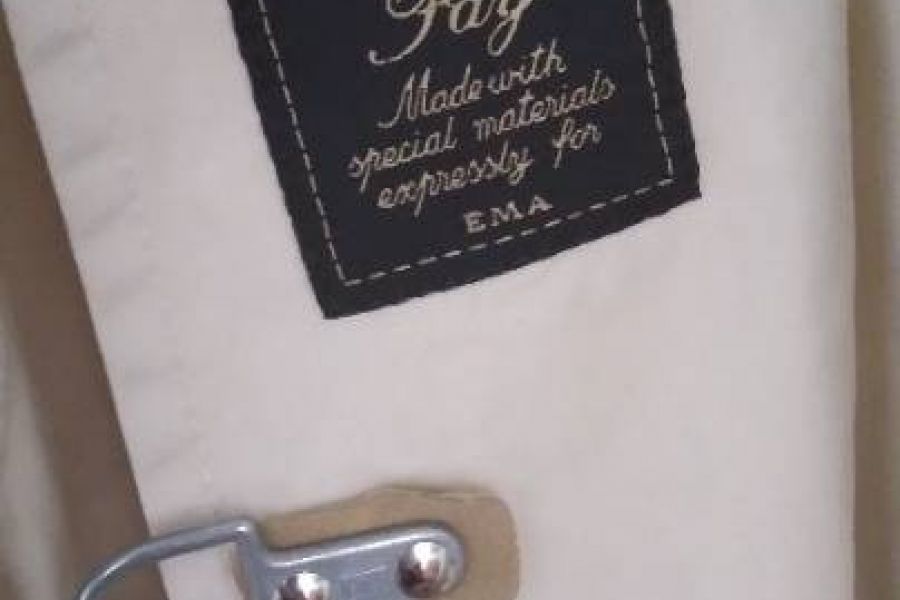 Fay
Made with
special materials
expressly for
EMA